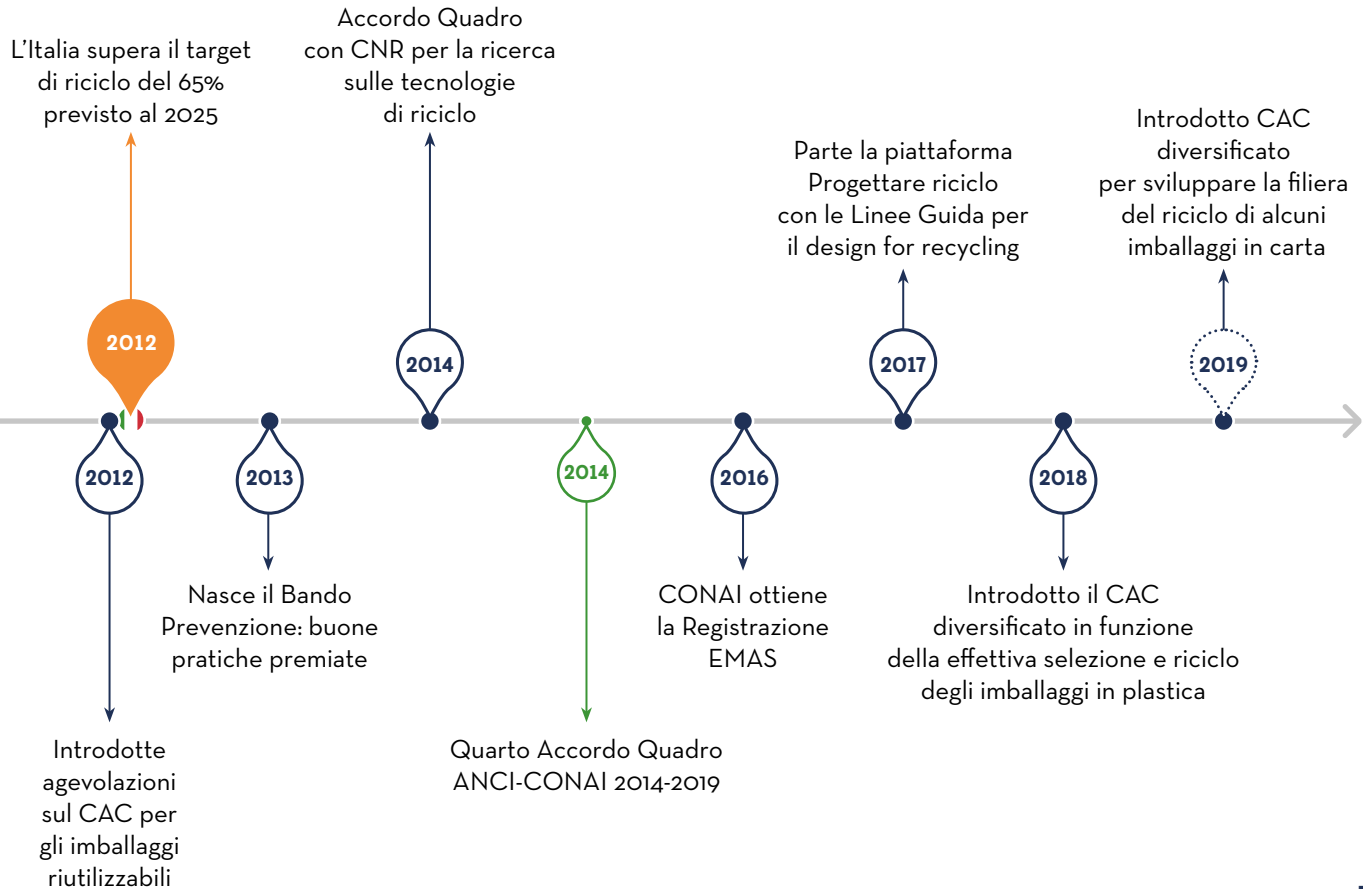 L'Italia supera il target
di riciclo del 65%
previsto al 2025
2012
Introdotte
agevolazioni
sul CAC per
gli imballaggi
riutilizzabili
2012
Nasce il Bando
Prevenzione: buone
pratiche premiate
2013
Accordo Quadro
con CNR per la ricerca
sulle tecnologie
di riciclo
2014
2014
Quarto Accordo Quadro
ANCI-CONAI 2014-2019
2016
CONAI ottiene
la Registrazione
EMAS
Parte la piattaforma
Progettare riciclo
con le Linee Guida per
il design for recycling
2017
2018
Introdotto il CAC
diversificato in funzione
della effettiva selezione e riciclo
degli imballaggi in plastica
Introdotto CAC
diversificato
per sviluppare la filiera
del riciclo di alcuni
imballaggi in carta
2019